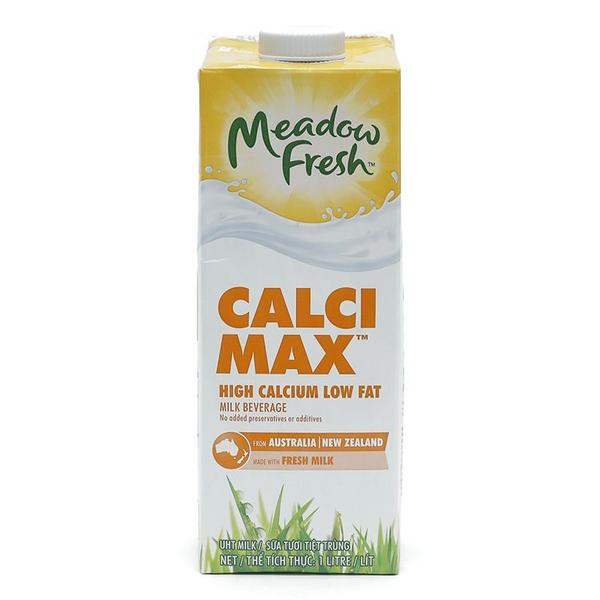 Meadow
Fresh™
CALCI
MAX™
HIGH CALCIUM LOW FAT
MILK BEVERAGE
No added preservatives or additives
FROM AUSTRALIA | NEW ZEALAND
MADE WITH FRESH MILK
UHT MILK / SỮA TƯƠI TIỆT TRÙNG
NET / THỂ TÍCH THỰC: 1 LITRE / LÍT